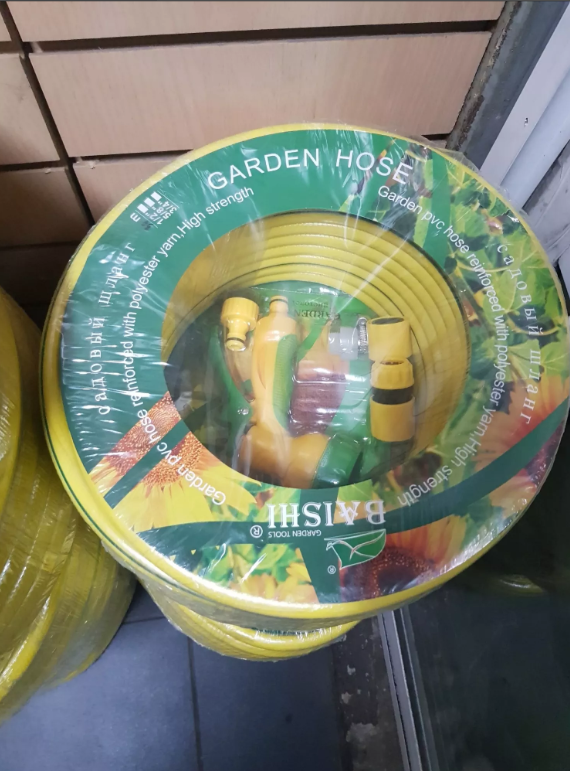 GARDEN HOSE
Garden pvc hose reinforced with polyester yarn,High strength
садовый шланг
Garden pvc hose reinforced with polyester yarn,High strength
садовый шланг
BAISHI ®
GARDEN TOOLS
®
GARDEN